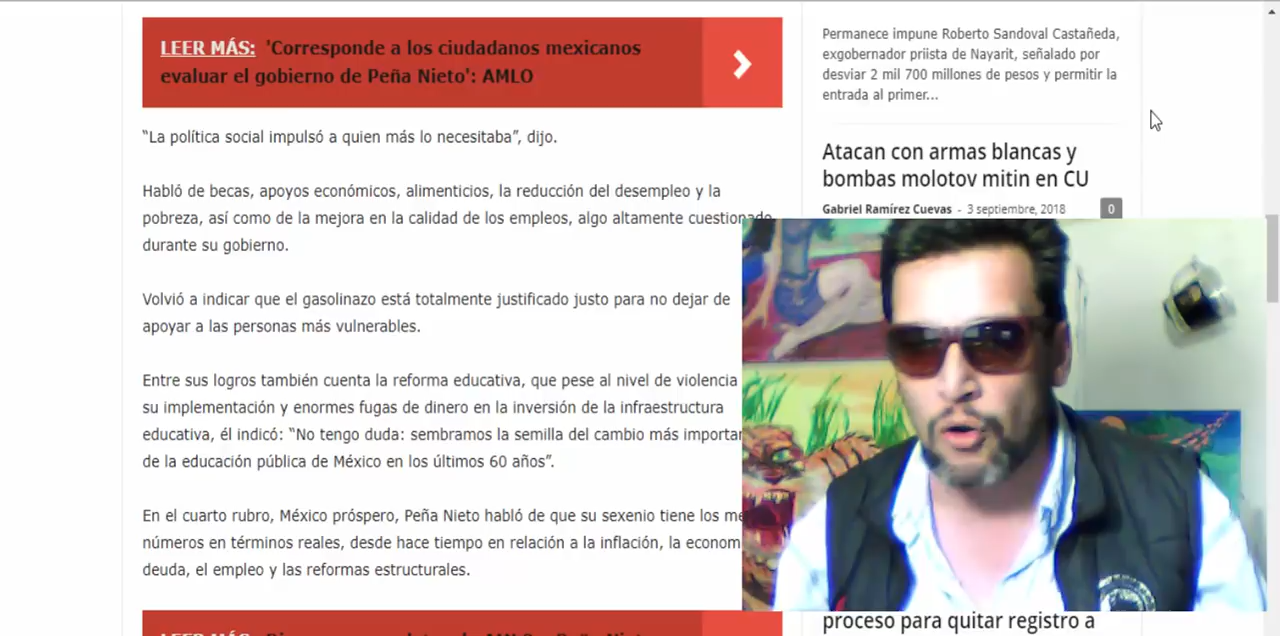 LEER MÁS: 'Corresponde a los ciudadanos mexicanos
evaluar el gobierno de Peña Nieto': AMLO
“La política social impulsó a quien más lo necesitaba”, dijo.
Habló de becas, apoyos económicos, alimenticios, la reducción del desempleo y la
pobreza, así como de la mejora en la calidad de los empleos, algo altamente cuestionado
durante su gobierno.
Volvió a indicar que el gasolinazo está totalmente justificado justo para no dejar de
apoyar a las personas más vulnerables.
Entre sus logros también cuenta la reforma educativa, que pese al nivel de violencia
su implementación y enormes fugas de dinero en la inversión de la infraestructura
educativa, él indicó: “No tengo duda: sembramos la semilla del cambio más
de la educación pública de México en los últimos 60 años”.
En el cuarto rubro, México próspero, Peña Nieto habló de que su sexenio tiene los
números en términos reales, desde hace tiempo en relación a la inflación, la
deuda, el empleo y las reformas estructurales.
LEER MÁS:
Permanece impune Roberto Sandoval Castañeda,
exgobernador priista de Nayarit, señalado por
desviar 2 mil 700 millones de pesos y permitir la
entrada al primer...
Atacan con armas blancas y
bombas molotov mitin en CU
Gabriel Ramírez Cuevas - 3 septiembre, 2018 0
proceso para quitar registro a